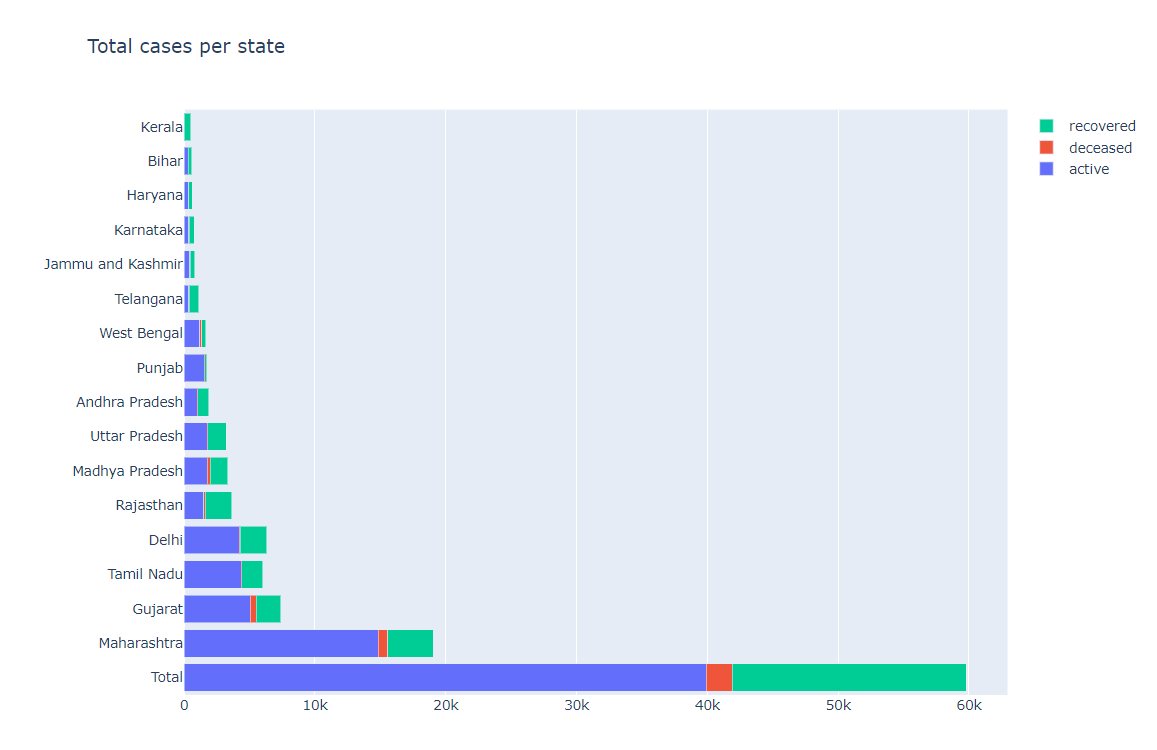 Total cases per state
recovered
deceased
active
Kerala
Bihar
Haryana
Karnataka
Jammu and Kashmir
Telangana
West Bengal
Punjab
Andhra Pradesh
Uttar Pradesh
Madhya Pradesh
Rajasthan
Delhi
Tamil Nadu
Gujarat
Maharashtra
Total
0 10k 20k 30k 40k 50k 60k